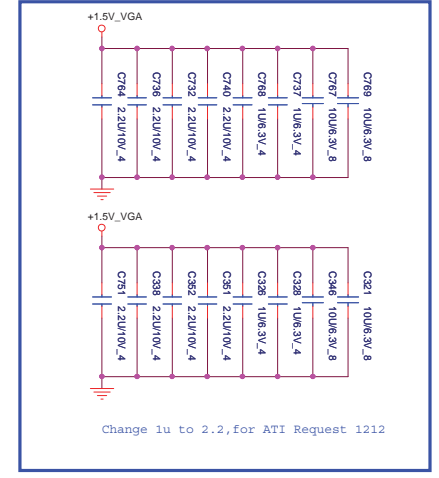 +1.5V_VGA
C764 2.2U/10V_4
C736 2.2U/10V_4
C732 2.2U/10V_4
C740 2.2U/10V_4
C768 1U/6.3V_4
C737 1U/6.3V_4
C767 10U/6.3V_8
C769 10U/6.3V_8
+1.5V_VGA
C751 2.2U/10V_4
C338 2.2U/10V_4
C352 2.2U/10V_4
C351 2.2U/10V_4
C326 1U/6.3V_4
C328 1U/6.3V_4
C346 10U/6.3V_8
C321 10U/6.3V_8
Change 1u to 2.2,for ATI Request 1212